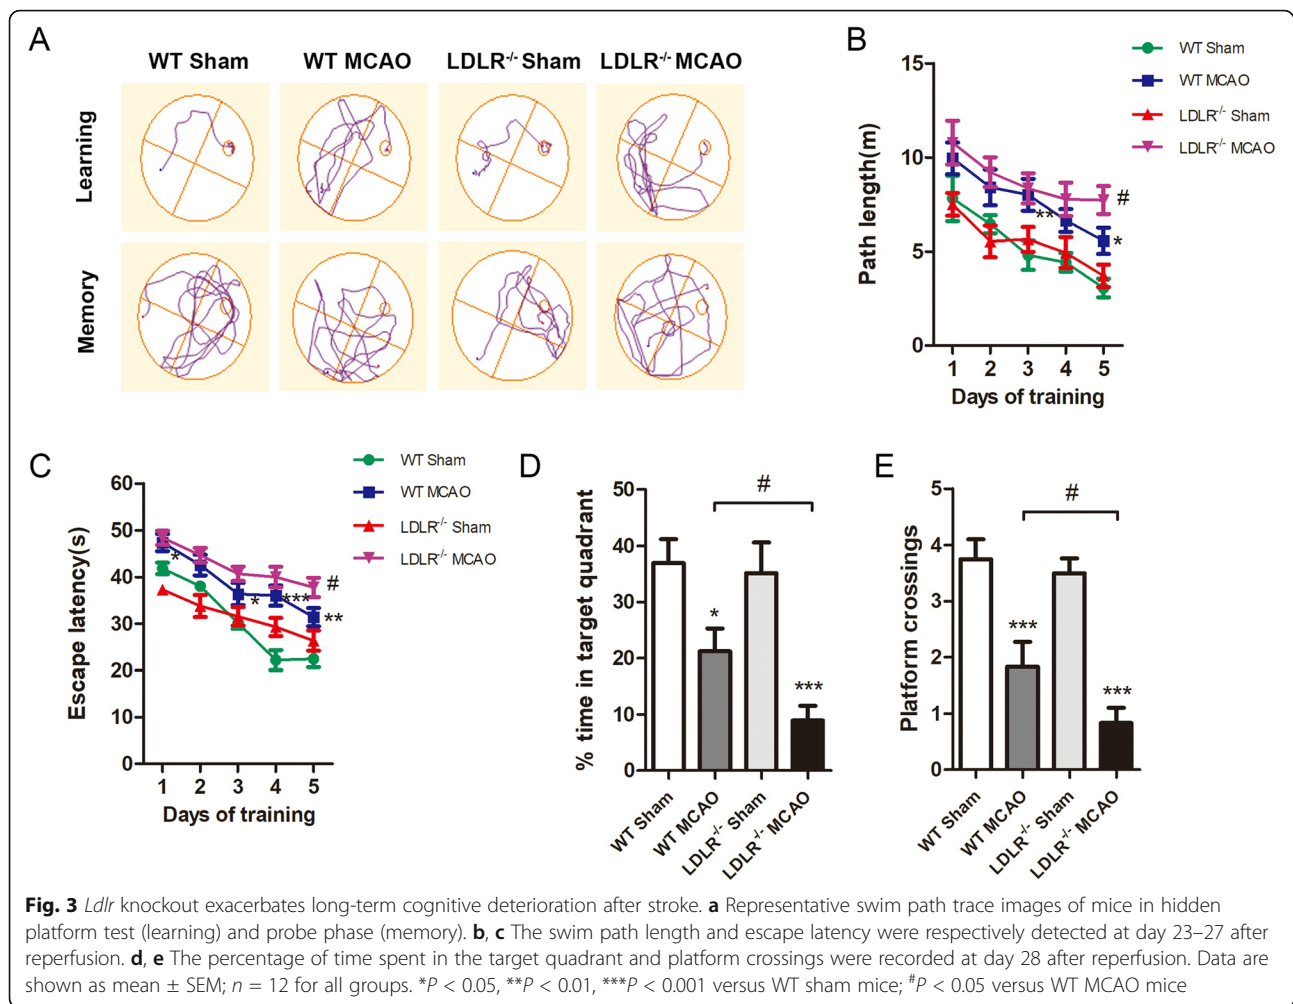 A
WT Sham
WT MCAO
LDLR-/- Sham
LDLR-/- MCAO
Learning
Memory
B
WT Sham
WT MCAO
LDLR-/- Sham
LDLR-/- MCAO
Path length(m)
15
10
5
0
**
#
*
1 2 3 4 5
Days of training
C
WT Sham
WT MCAO
LDLR-/- Sham
LDLR-/- MCAO
Escape latency(s)
60
50
40
30
20
10
0
*
*
***
#
**
1 2 3 4 5
Days of training
D
% time in target quadrant
50
40
30
20
10
0
#
*
***
WT Sham
WT MCAO
LDLR-/- Sham
LDLR-/- MCAO
E
Platform crossings
5
4
3
2
1
0
#
***
***
WT Sham
WT MCAO
LDLR-/- Sham
LDLR-/- MCAO
Fig. 3 Ldlr knockout exacerbates long-term cognitive deterioration after stroke. a Representative swim path trace images of mice in hidden
platform test (learning) and probe phase (memory). b, c The swim path length and escape latency were respectively detected at day 23–27 after
reperfusion. d, e The percentage of time spent in the target quadrant and platform crossings were recorded at day 28 after reperfusion. Data are
shown as mean ± SEM; n = 12 for all groups. *P < 0.05, **P < 0.01, ***P < 0.001 versus WT sham mice; #P < 0.05 versus WT MCAO mice